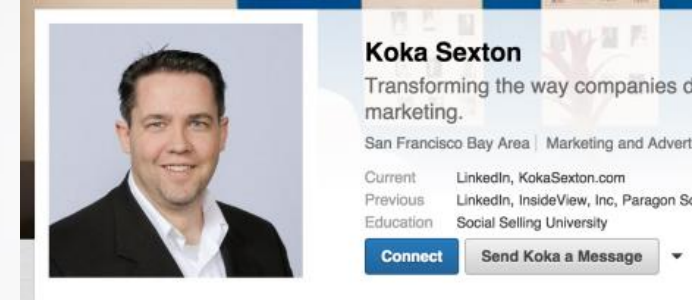 Koka Sexton
Transforming the way companies d
marketing.
San Francisco Bay Area | Marketing and Advert
Current LinkedIn, KokaSexton.com
Previous LinkedIn, InsideView, Inc, Paragon So
Education Social Selling University
Connect Send Koka a Message